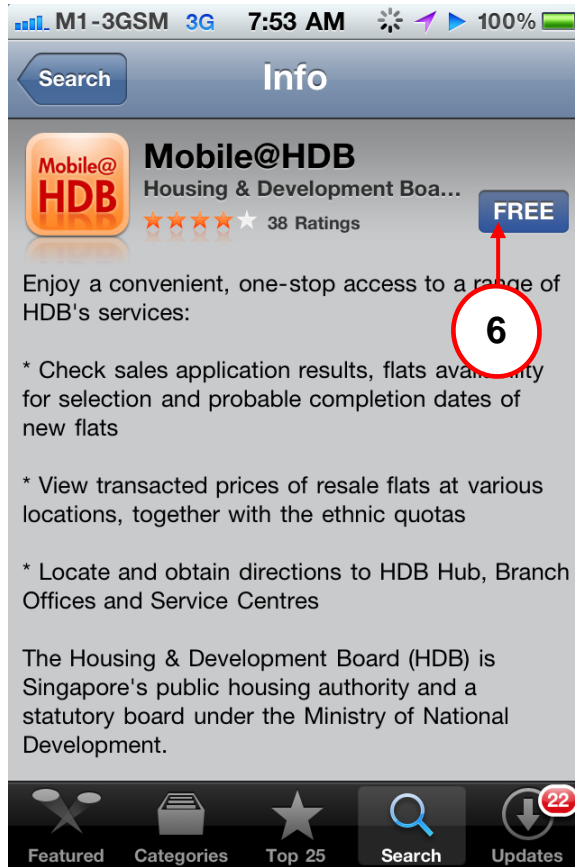 M1-3GSM 3G 7:53 AM 100%
Search Info
Mobile@
HDB
Mobile@HDB
Housing & Development Boa...
38 Ratings
FREE
6
Enjoy a convenient, one-stop access to a range of
HDB's services:
* Check sales application results, flats availability
for selection and probable completion dates of
new flats
* View transacted prices of resale flats at various
locations, together with the ethnic quotas
* Locate and obtain directions to HDB Hub, Branch
Offices and Service Centres
The Housing & Development Board (HDB) is
Singapore's public housing authority and a
statutory board under the Ministry of National
Development.
22
Featured Categories Top 25 Search Updates